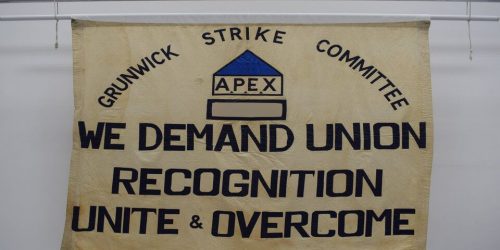 GRUNWICK STRIKE COMMITTEE
APEX
WE DEMAND UNION
RECOGNITION
UNITE & OVERCOME